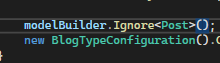 modelBuilder.Ignore<Post>();
new BlogTypeConfiguration().C
}